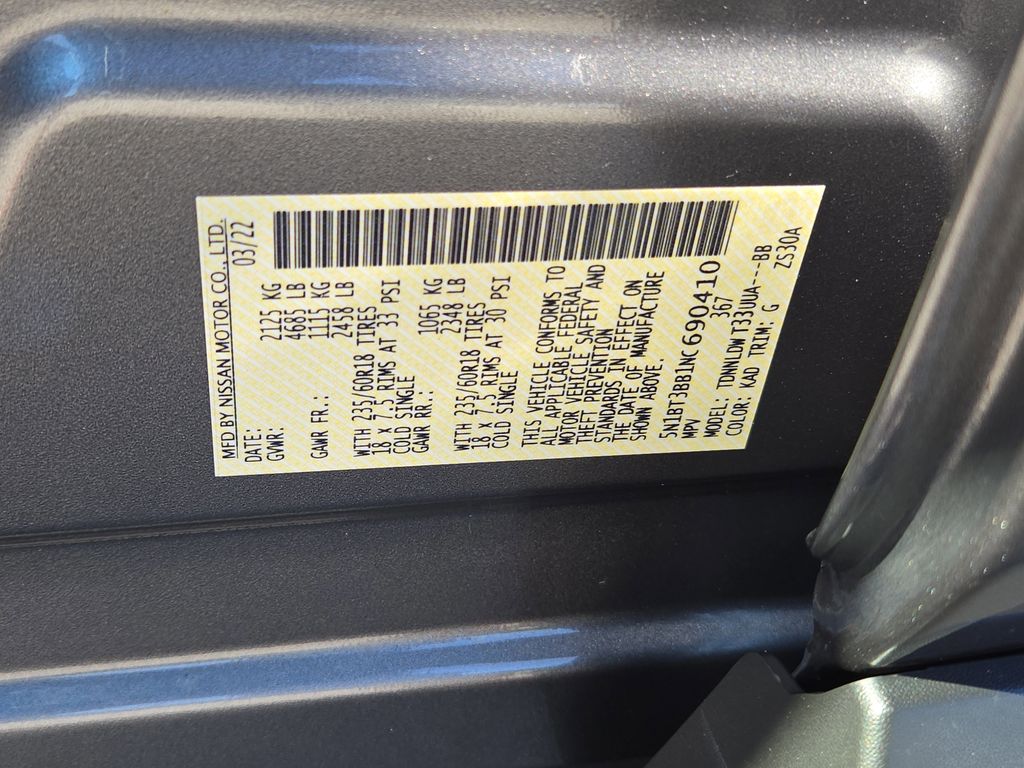 MFD BY NISSAN MOTOR CO., LTD.
DATE: 03/22
GVWR: 2125 KG
4685 LB
GAWR FR.: 1115 KG
2458 LB
WITH 235/60R18 TIRES
18 x 7.5 RIMS AT 33 PSI
COLD SINGLE
GAWR RR.: 1065 KG
2348 LB
WITH 235/60R18 TIRES
18 x 7.5 RIMS AT 30 PSI
COLD SINGLE
THIS VEHICLE CONFORMS TO
ALL APPLICABLE FEDERAL
MOTOR VEHICLE SAFETY AND
THEFT PREVENTION
STANDARDS IN EFFECT ON
THE DATE OF MANUFACTURE
SHOWN ABOVE.
5N1BT3BB1NC690410
MPV 367
MODEL: TDNNLDW T33UUA---BB
COLOR: KAD TRIM: G ZS30A